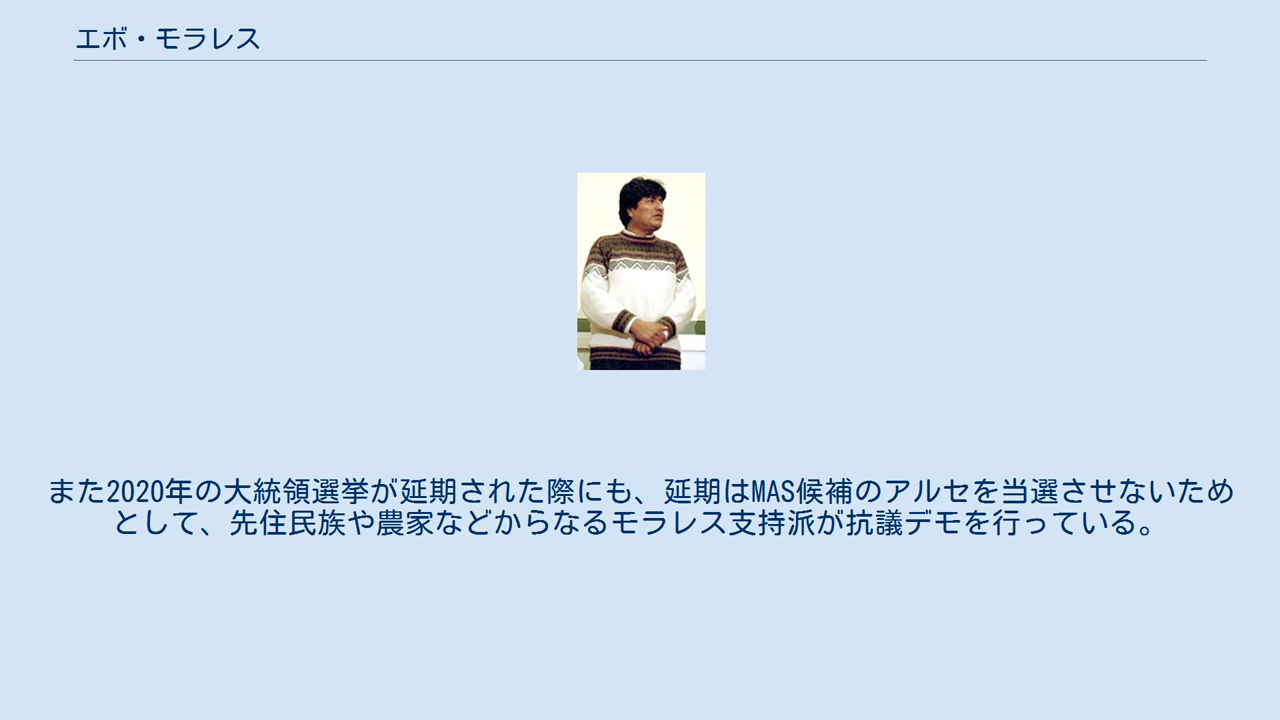 エボ・モラレス
また2020年の大統領選挙が延期された際にも、延期はMAS候補のアルセを当選させないため
として、先住民族や農家などからなるモラレス支持派が抗議デモを行っている。